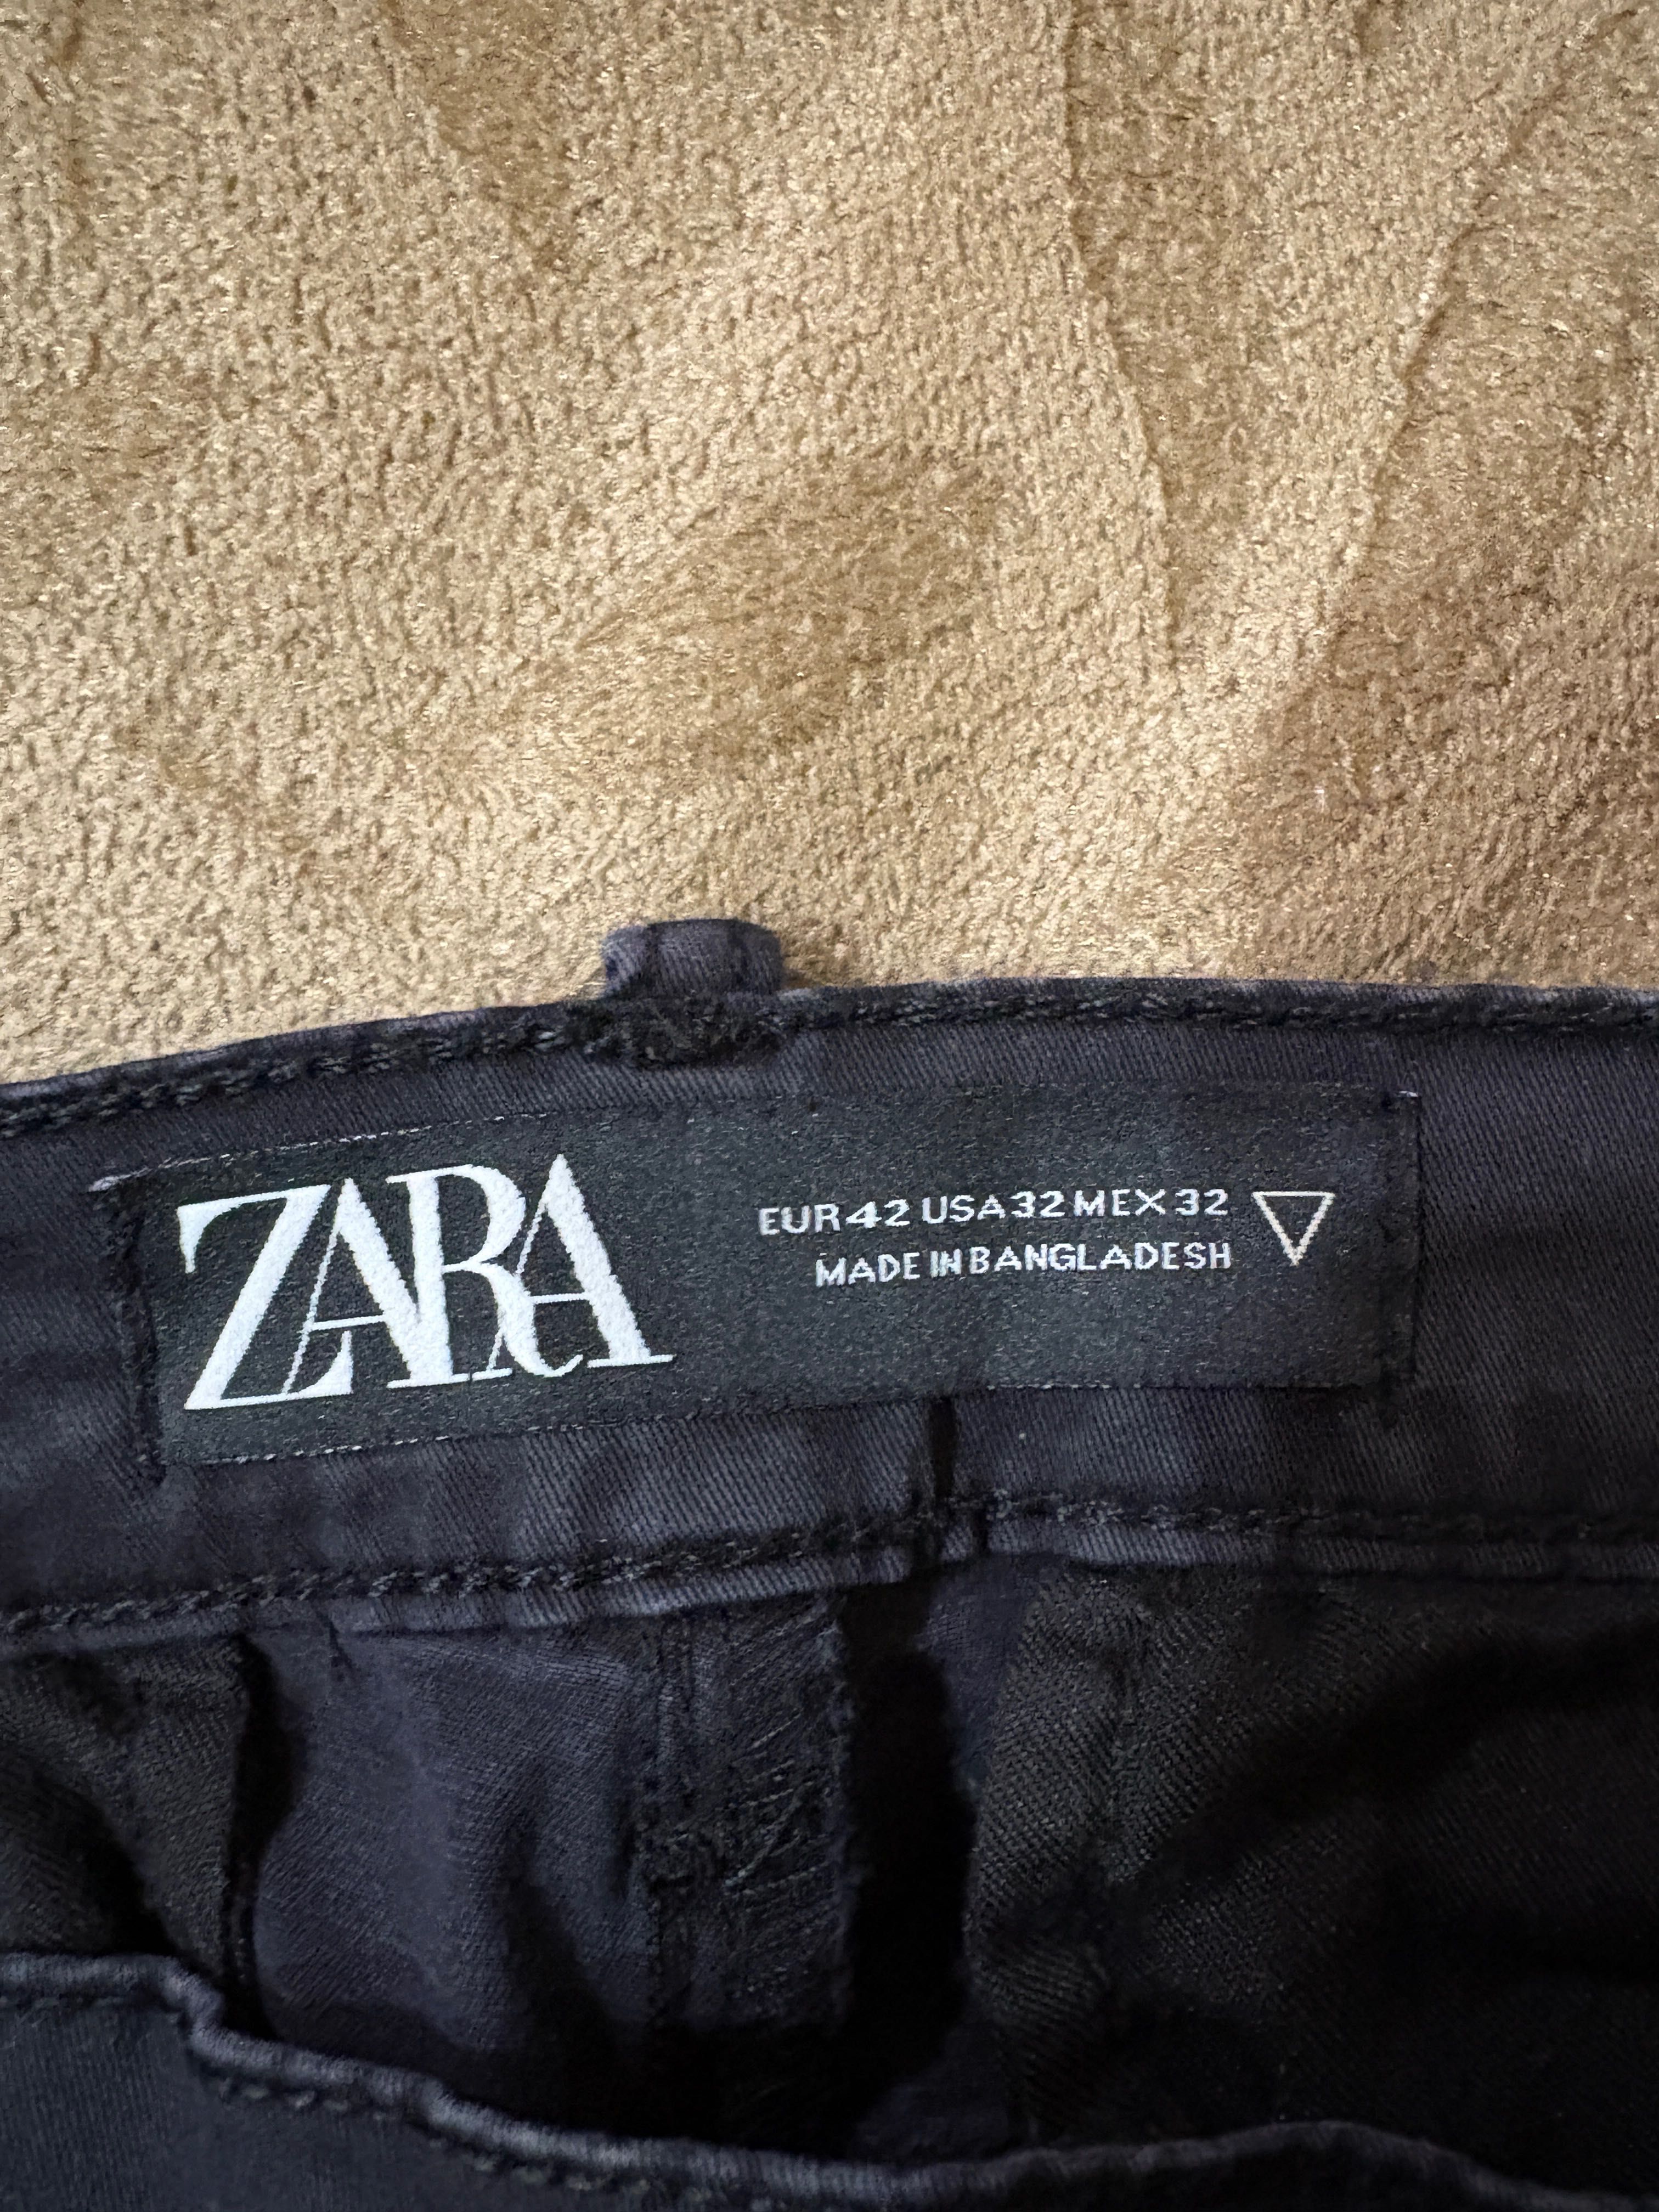 ZARA
EUR 42 USA 32 MEX 32
MADE IN BANGLADESH